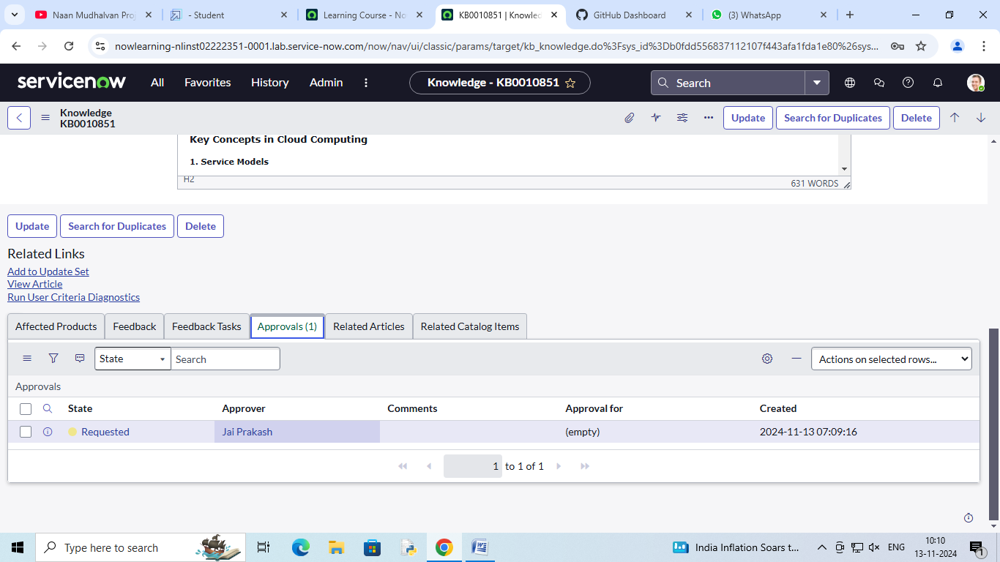 Naan Mudhalvan Proj
- Student
Learning Course - No
KB0010851 | Knowled
GitHub Dashboard
(3) WhatsApp
nowlearning-nlinst02222351-0001.lab.service-now.com/now/nav/ui/classic/params/target/kb_knowledge.do%3Fsys_id%3Db0fdd556837112107f443afa1fda1e80%26sys...
servicenow All Favorites History Admin Knowledge - KB0010851 Search
Knowledge
KB0010851
Update Search for Duplicates Delete
Key Concepts in Cloud Computing
1. Service Models
H2 631 WORDS
Update Search for Duplicates Delete
Related Links
Add to Update Set
View Article
Run User Criteria Diagnostics
Affected Products Feedback Feedback Tasks Approvals (1) Related Articles Related Catalog Items
State Search Actions on selected rows...
Approvals
State Approver Comments Approval for Created
Requested Jai Prakash (empty) 2024-11-13 07:09:16
1 to 1 of 1
Type here to search India Inflation Soars t... ENG 10:10
13-11-2024 1